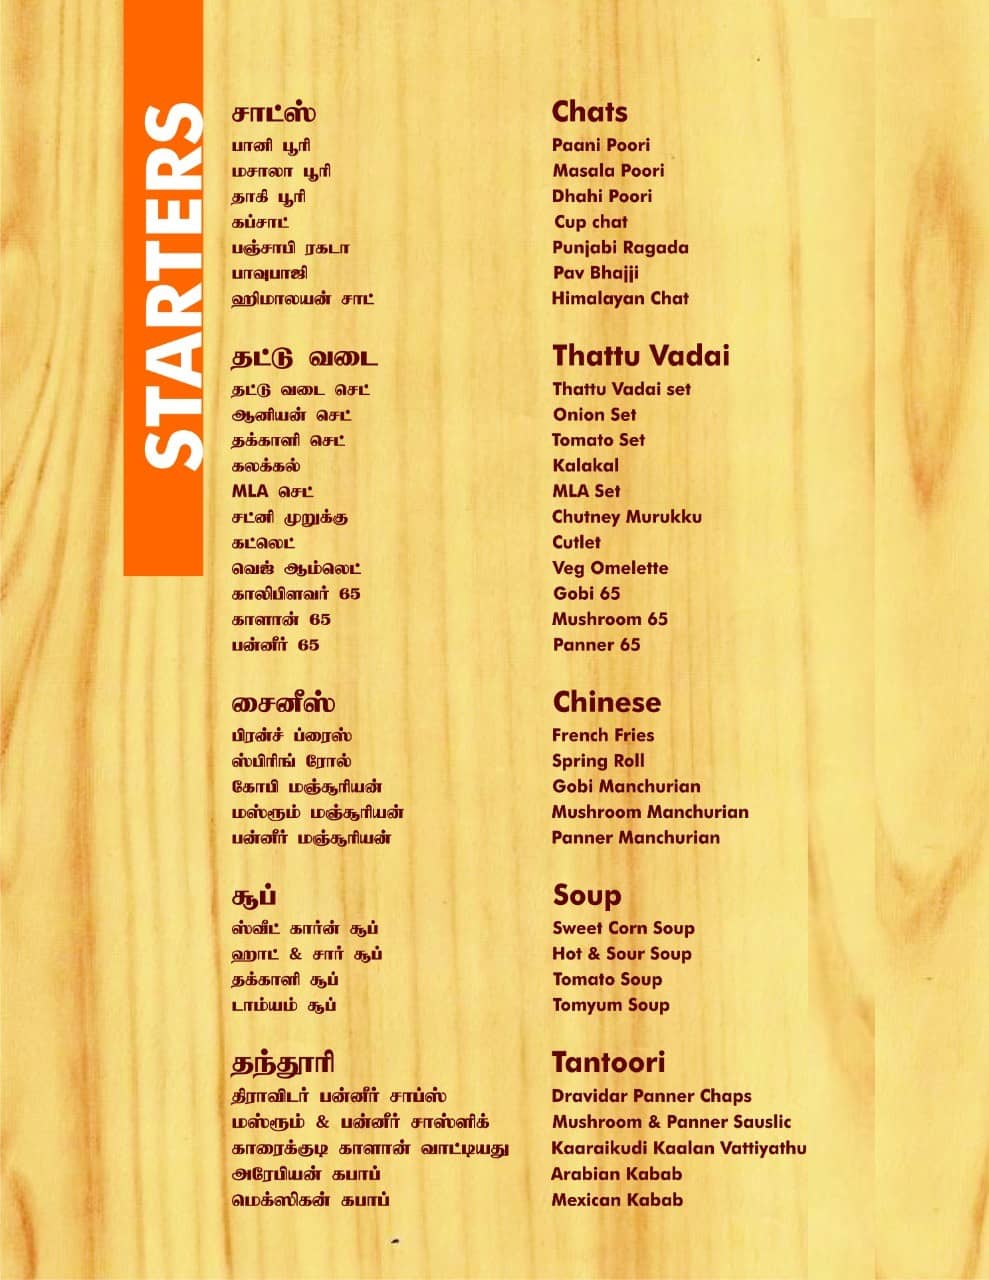 STARTERS
சாட்ஸ் Chats
பானி பூரி Paani Poori
மசாலா பூரி Masala Poori
தாகி பூரி Dhahi Poori
கப்சாட் Cup chat
பஞ்சாபி ரகடா Punjabi Ragada
பாவுபாஜி Pav Bhajji
ஹிமாலயன் சாட் Himalayan Chat
தட்டு வடை Thattu Vadai
தட்டு வடை செட் Thattu Vadai set
ஆனியன் செட் Onion Set
தக்காளி செட் Tomato Set
கலக்கல் Kalakal
MLA செட் MLA Set
சட்னி முறுக்கு Chutney Murukku
கட்லெட் Cutlet
வெஜ் ஆம்லெட் Veg Omelette
காலிபிளவர் 65 Gobi 65
காளான் 65 Mushroom 65
பன்னீர் 65 Panner 65
சைனீஸ் Chinese
பிரன்ச் ப்ரைஸ் French Fries
ஸ்பிரிங் ரோல் Spring Roll
கோபி மஞ்சூரியன் Gobi Manchurian
மஸ்ரூம் மஞ்சூரியன் Mushroom Manchurian
பன்னீர் மஞ்சூரியன் Panner Manchurian
சூப் Soup
ஸ்வீட் கார்ன் சூப் Sweet Corn Soup
ஹாட் & சார் சூப் Hot & Sour Soup
தக்காளி சூப் Tomato Soup
டாம்யம் சூப் Tomyum Soup
தந்தூரி Tantoori
திராவிடர் பன்னீர் சாப்ஸ் Dravidar Panner Chaps
மஸ்ரூம் & பன்னீர் சாஸ்ளிக் Mushroom & Panner Sauslic
காரைக்குடி காளான் வாட்டியது Kaaraikudi Kaalan Vattiyathu
அரேபியன் கபாப் Arabian Kabab
மெக்ஸிகன் கபாப் Mexican Kabab